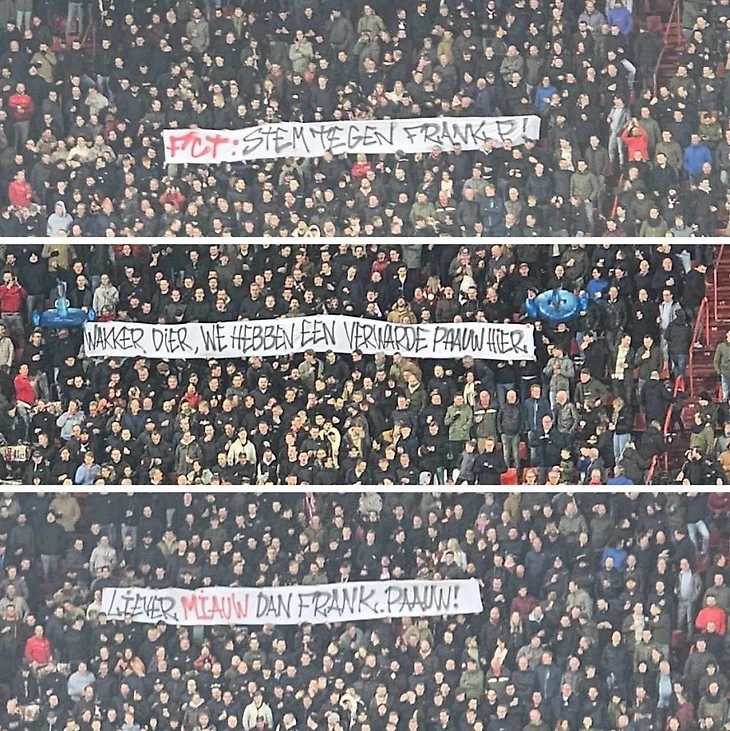 FCT: STEM TEGEN FRANK.P!
WAKKER DIER, WE HEBBEN EEN VERWARDE PAAUW HIER.
LIEVER MIAUW DAN FRANK.PAAUW!